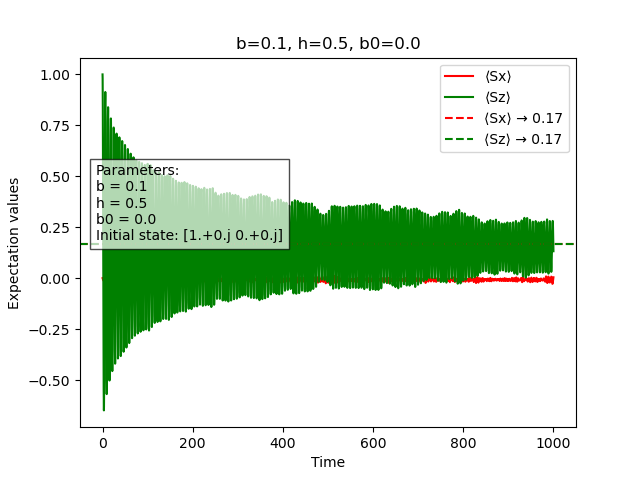 b=0.1, h=0.5, b0=0.0
⟨Sx⟩
⟨Sz⟩
⟨Sx⟩ → 0.17
⟨Sz⟩ → 0.17
Parameters:
b = 0.1
h = 0.5
b0 = 0.0
Initial state: [1.+0.j 0.+0.j]
Expectation values
1.00
0.75
0.50
0.25
0.00
−0.25
−0.50
0
200
400
600
800
1000
Time